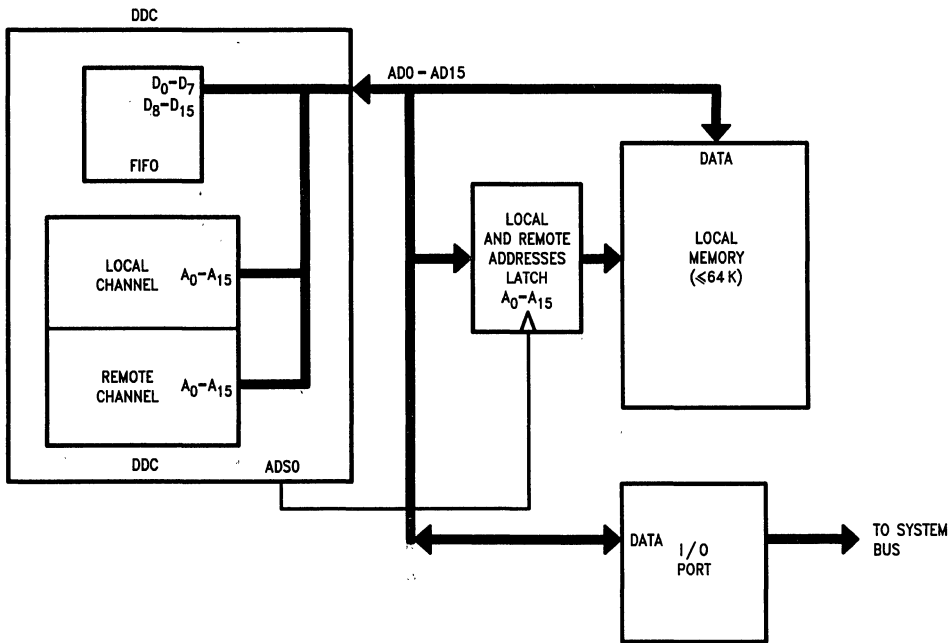 DDC
AD0 – AD15
D₀–D₇
D₈–D₁₅
FIFO
DATA
LOCAL
AND REMOTE
ADDRESSES
LATCH
A₀–A₁₅
LOCAL
MEMORY
(⩽64 K)
LOCAL
CHANNEL
A₀–A₁₅
REMOTE
CHANNEL
A₀–A₁₅
DDC
ADS0
DATA
I/O
PORT
TO SYSTEM
BUS